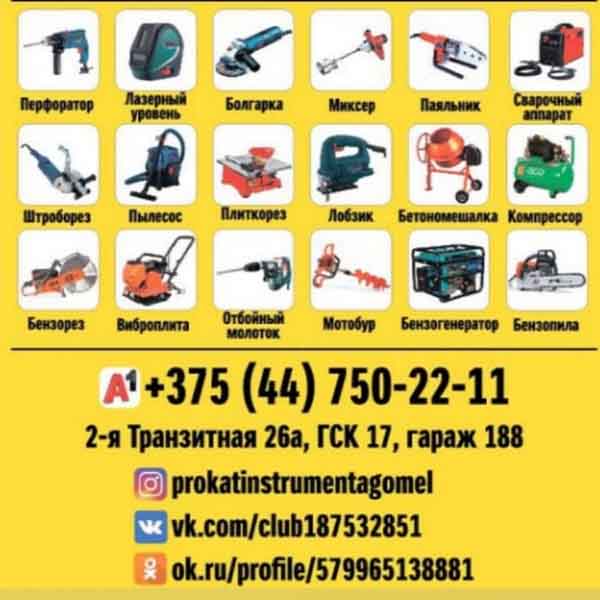 Перфоратор
Лазерный
уровень
Болгарка
Миксер
Паяльник
Сварочный
аппарат
Штроборез
Пылесос
Плиткорез
Лобзик
Бетономешалка
Компрессор
Бензорез
Виброплита
Отбойный
молоток
Мотобур
Бензогенератор
Бензопила
A1 +375 (44) 750-22-11
2-я Транзитная 26а, ГСК 17, гараж 188
prokatinstrumentagomel
vk.com/club187532851
ok.ru/profile/579965138881